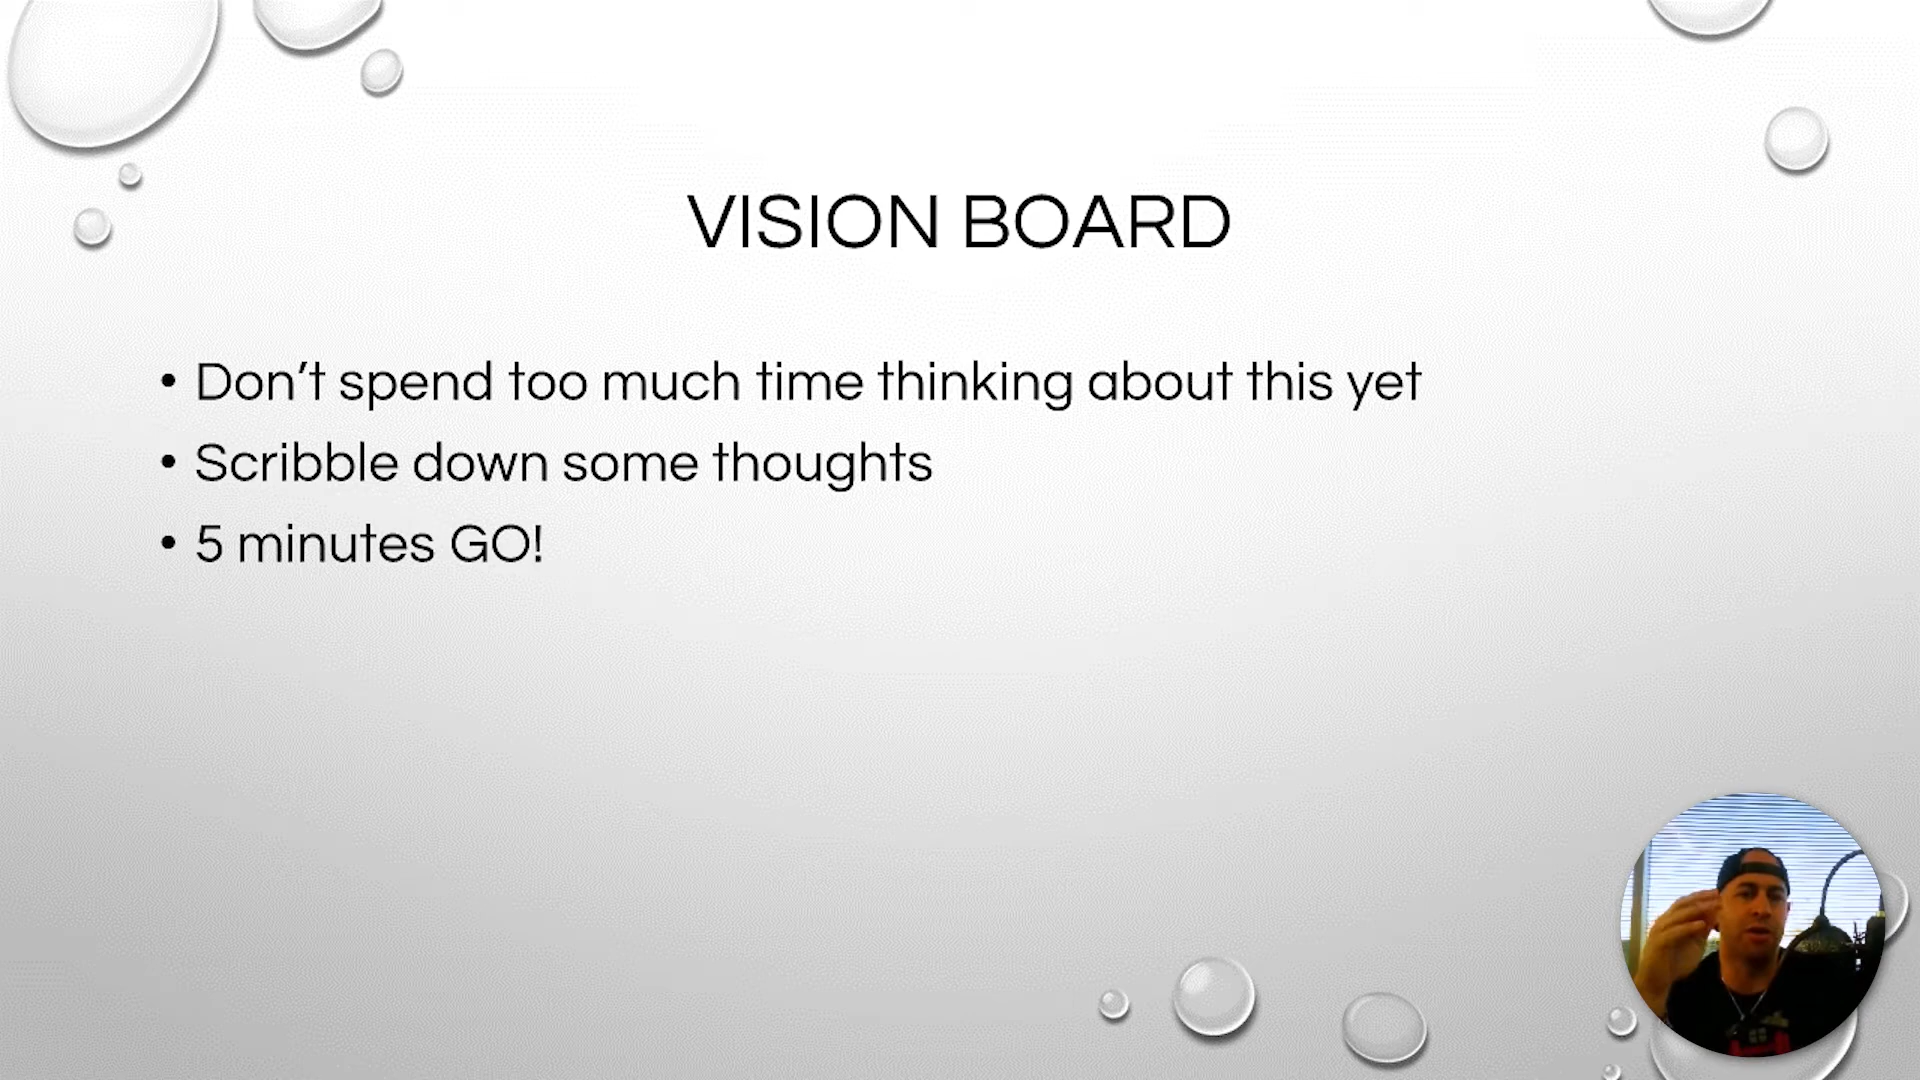 VISION BOARD
• Don’t spend too much time thinking about this yet
• Scribble down some thoughts
• 5 minutes GO!